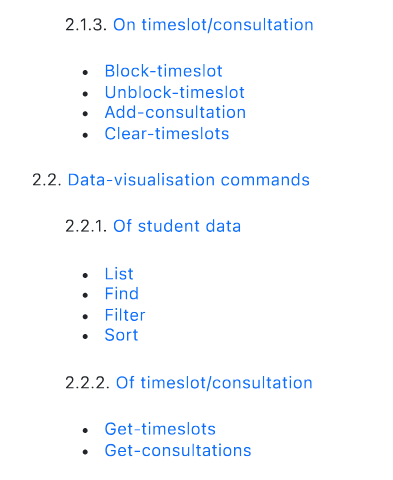 2.1.3. On timeslot/consultation
• Block-timeslot
• Unblock-timeslot
• Add-consultation
• Clear-timeslots
2.2. Data-visualisation commands
2.2.1. Of student data
• List
• Find
• Filter
• Sort
2.2.2. Of timeslot/consultation
• Get-timeslots
• Get-consultations